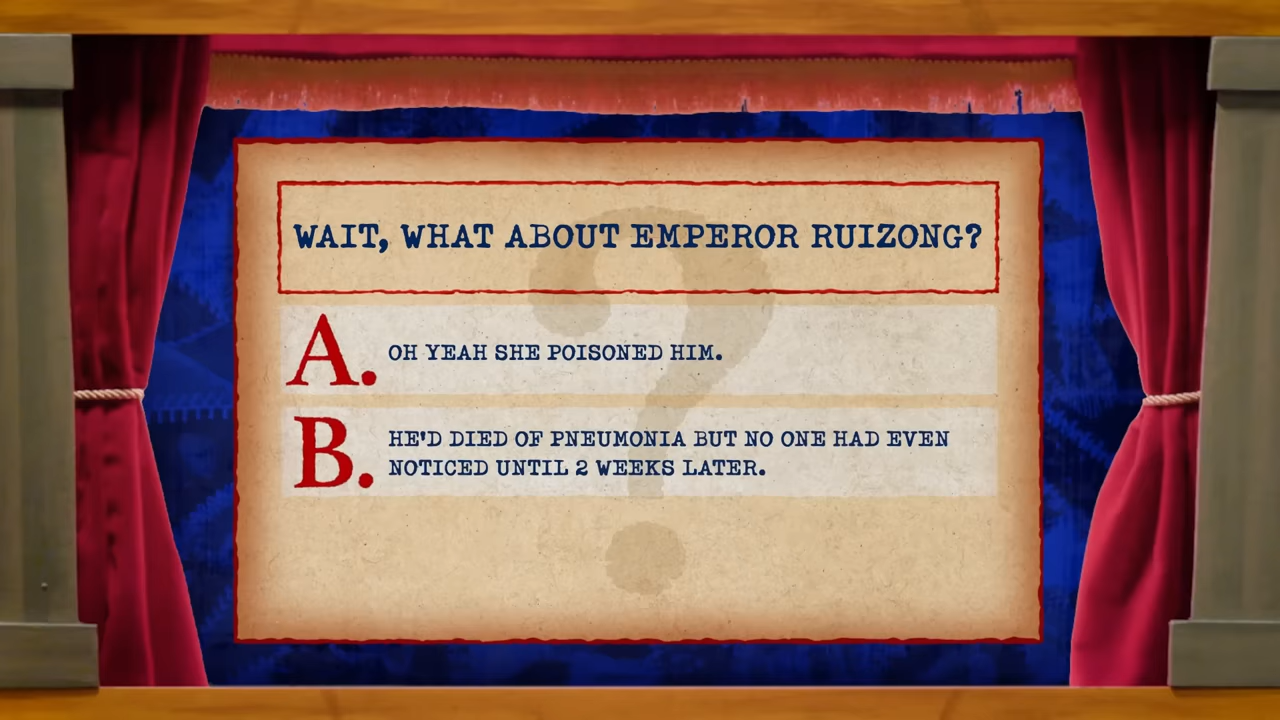 WAIT, WHAT ABOUT EMPEROR RUIZONG?
A. OH YEAH SHE POISONED HIM.
B. HE'D DIED OF PNEUMONIA BUT NO ONE HAD EVEN
NOTICED UNTIL 2 WEEKS LATER.